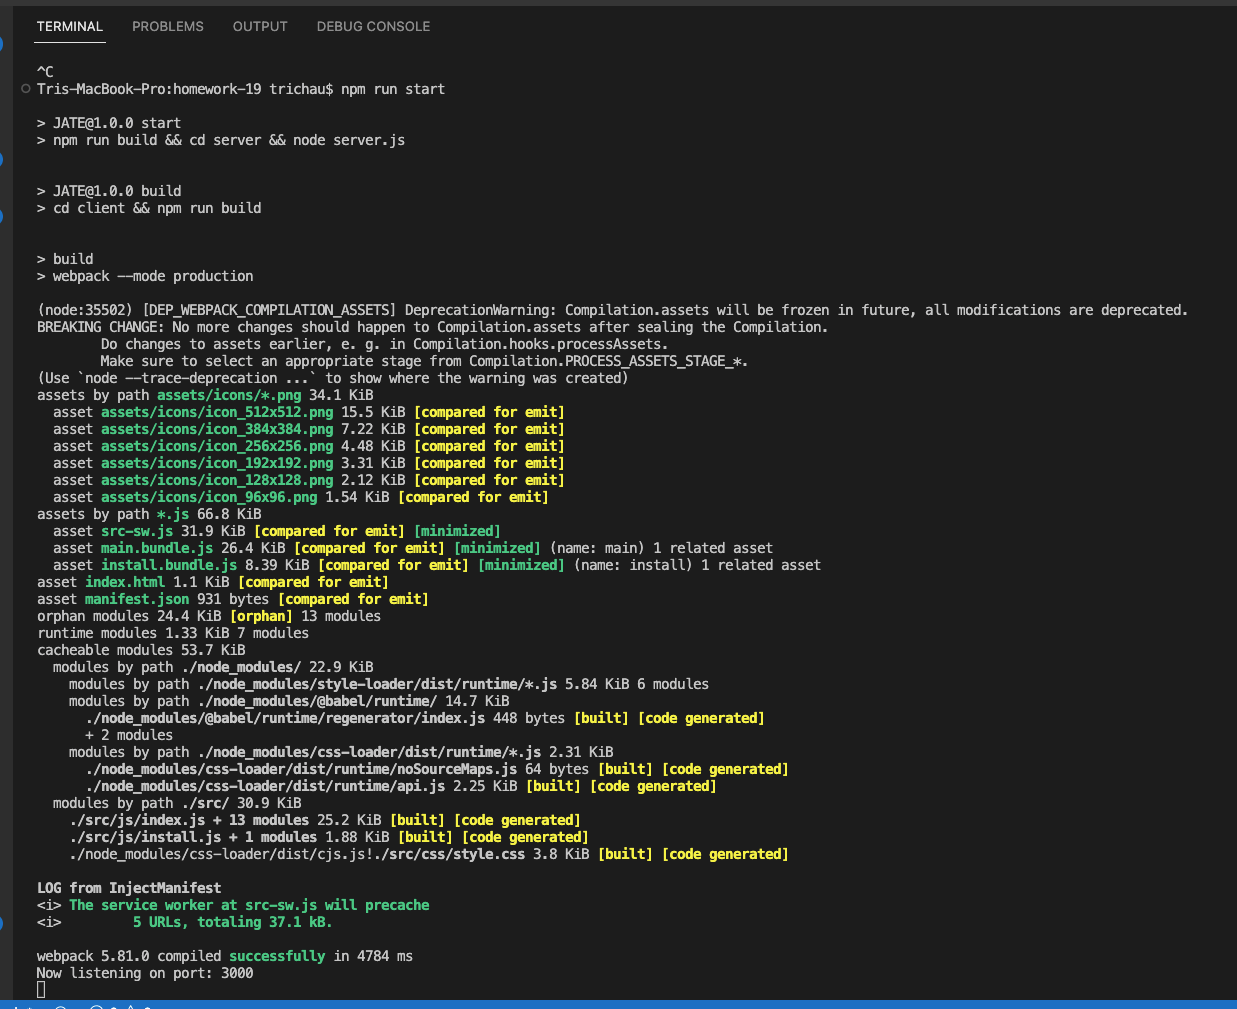 TERMINAL PROBLEMS OUTPUT DEBUG CONSOLE
^C
Tris-MacBook-Pro:homework-19 trichau$ npm run start
> JATE@1.0.0 start
> npm run build && cd server && node server.js
> JATE@1.0.0 build
> cd client && npm run build
> build
> webpack --mode production
(node:35502) [DEP_WEBPACK_COMPILATION_ASSETS] DeprecationWarning: Compilation.assets will be frozen in future, all modifications are deprecated.
BREAKING CHANGE: No more changes should happen to Compilation.assets after sealing the Compilation.
Do changes to assets earlier, e. g. in Compilation.hooks.processAssets.
Make sure to select an appropriate stage from Compilation.PROCESS_ASSETS_STAGE_*.
(Use `node --trace-deprecation ...` to show where the warning was created)
assets by path assets/icons/*.png 34.1 KiB
asset assets/icons/icon_512x512.png 15.5 KiB [compared for emit]
asset assets/icons/icon_384x384.png 7.22 KiB [compared for emit]
asset assets/icons/icon_256x256.png 4.48 KiB [compared for emit]
asset assets/icons/icon_192x192.png 3.31 KiB [compared for emit]
asset assets/icons/icon_128x128.png 2.12 KiB [compared for emit]
asset assets/icons/icon_96x96.png 1.54 KiB [compared for emit]
assets by path *.js 66.8 KiB
asset src-sw.js 31.9 KiB [compared for emit] [minimized]
asset main.bundle.js 26.4 KiB [compared for emit] [minimized] (name: main) 1 related asset
asset install.bundle.js 8.39 KiB [compared for emit] [minimized] (name: install) 1 related asset
asset index.html 1.1 KiB [compared for emit]
asset manifest.json 931 bytes [compared for emit]
orphan modules 24.4 KiB [orphan] 13 modules
runtime modules 1.33 KiB 7 modules
cacheable modules 53.7 KiB
modules by path ./node_modules/ 22.9 KiB
modules by path ./node_modules/style-loader/dist/runtime/*.js 5.84 KiB 6 modules
modules by path ./node_modules/@babel/runtime/ 14.7 KiB
./node_modules/@babel/runtime/regenerator/index.js 448 bytes [built] [code generated]
+ 2 modules
modules by path ./node_modules/css-loader/dist/runtime/*.js 2.31 KiB
./node_modules/css-loader/dist/runtime/noSourceMaps.js 64 bytes [built] [code generated]
./node_modules/css-loader/dist/runtime/api.js 2.25 KiB [built] [code generated]
modules by path ./src/ 30.9 KiB
./src/js/index.js + 13 modules 25.2 KiB [built] [code generated]
./src/js/install.js + 1 modules 1.88 KiB [built] [code generated]
./node_modules/css-loader/dist/cjs.js!./src/css/style.css 3.8 KiB [built] [code generated]
LOG from InjectManifest
<i> The service worker at src-sw.js will precache
<i> 5 URLs, totaling 37.1 kB.
webpack 5.81.0 compiled successfully in 4784 ms
Now listening on port: 3000